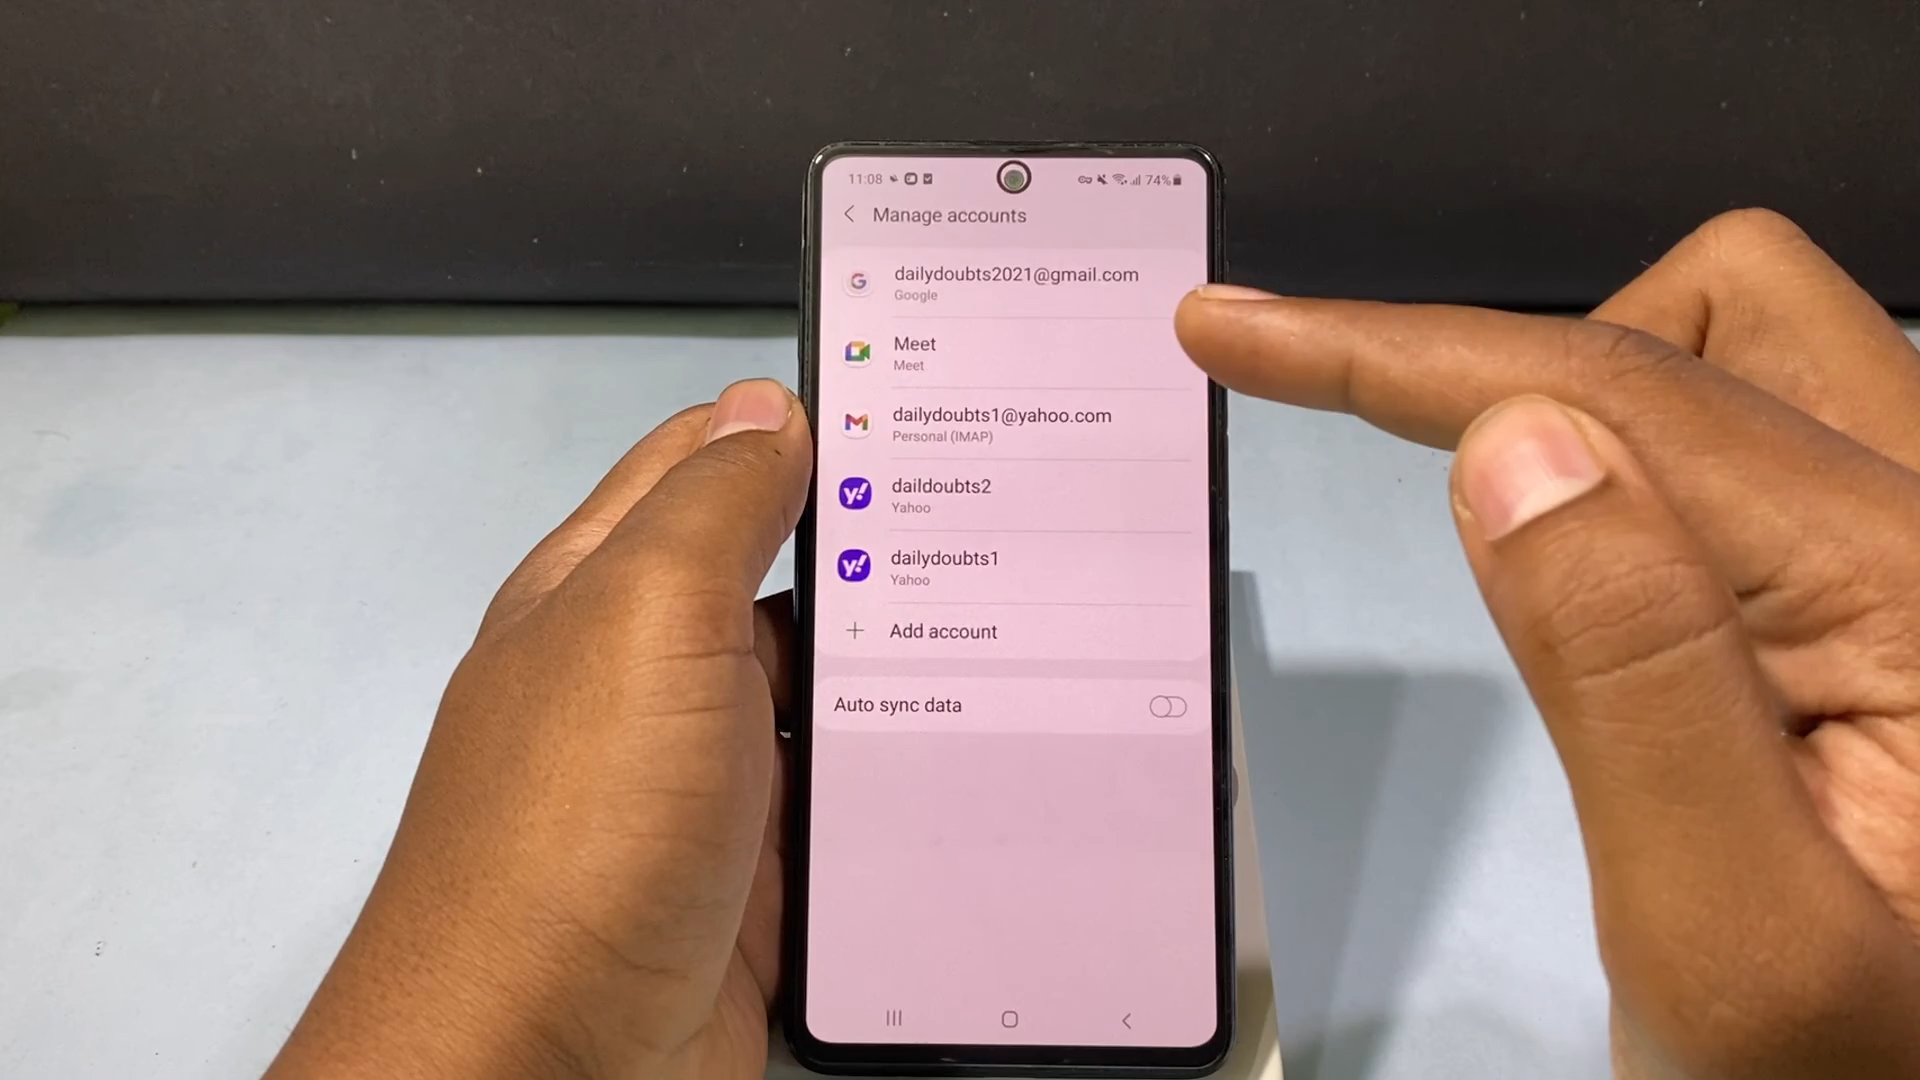 11:08 74%
Manage accounts
dailydoubts2021@gmail.com
Google
Meet
Meet
dailydoubts1@yahoo.com
Personal (IMAP)
daildoubts2
Yahoo
dailydoubts1
Yahoo
Add account
Auto sync data